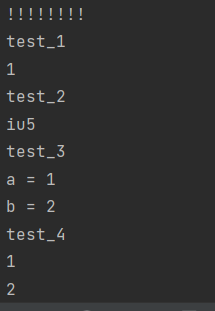 !!!!!!!!
test_1
1
test_2
iu5
test_3
a = 1
b = 2
test_4
1
2